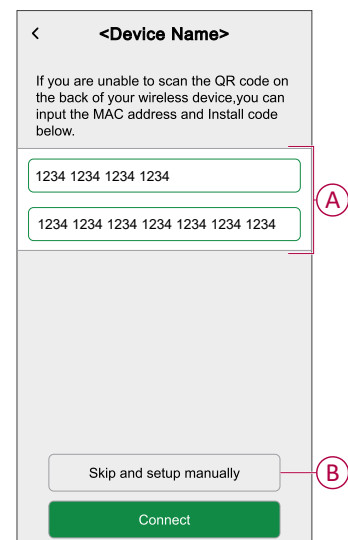 <Device Name>
If you are unable to scan the QR code on
the back of your wireless device,you can
input the MAC address and Install code
below.
1234 1234 1234 1234
A
1234 1234 1234 1234 1234 1234 1234
Skip and setup manually
B
Connect